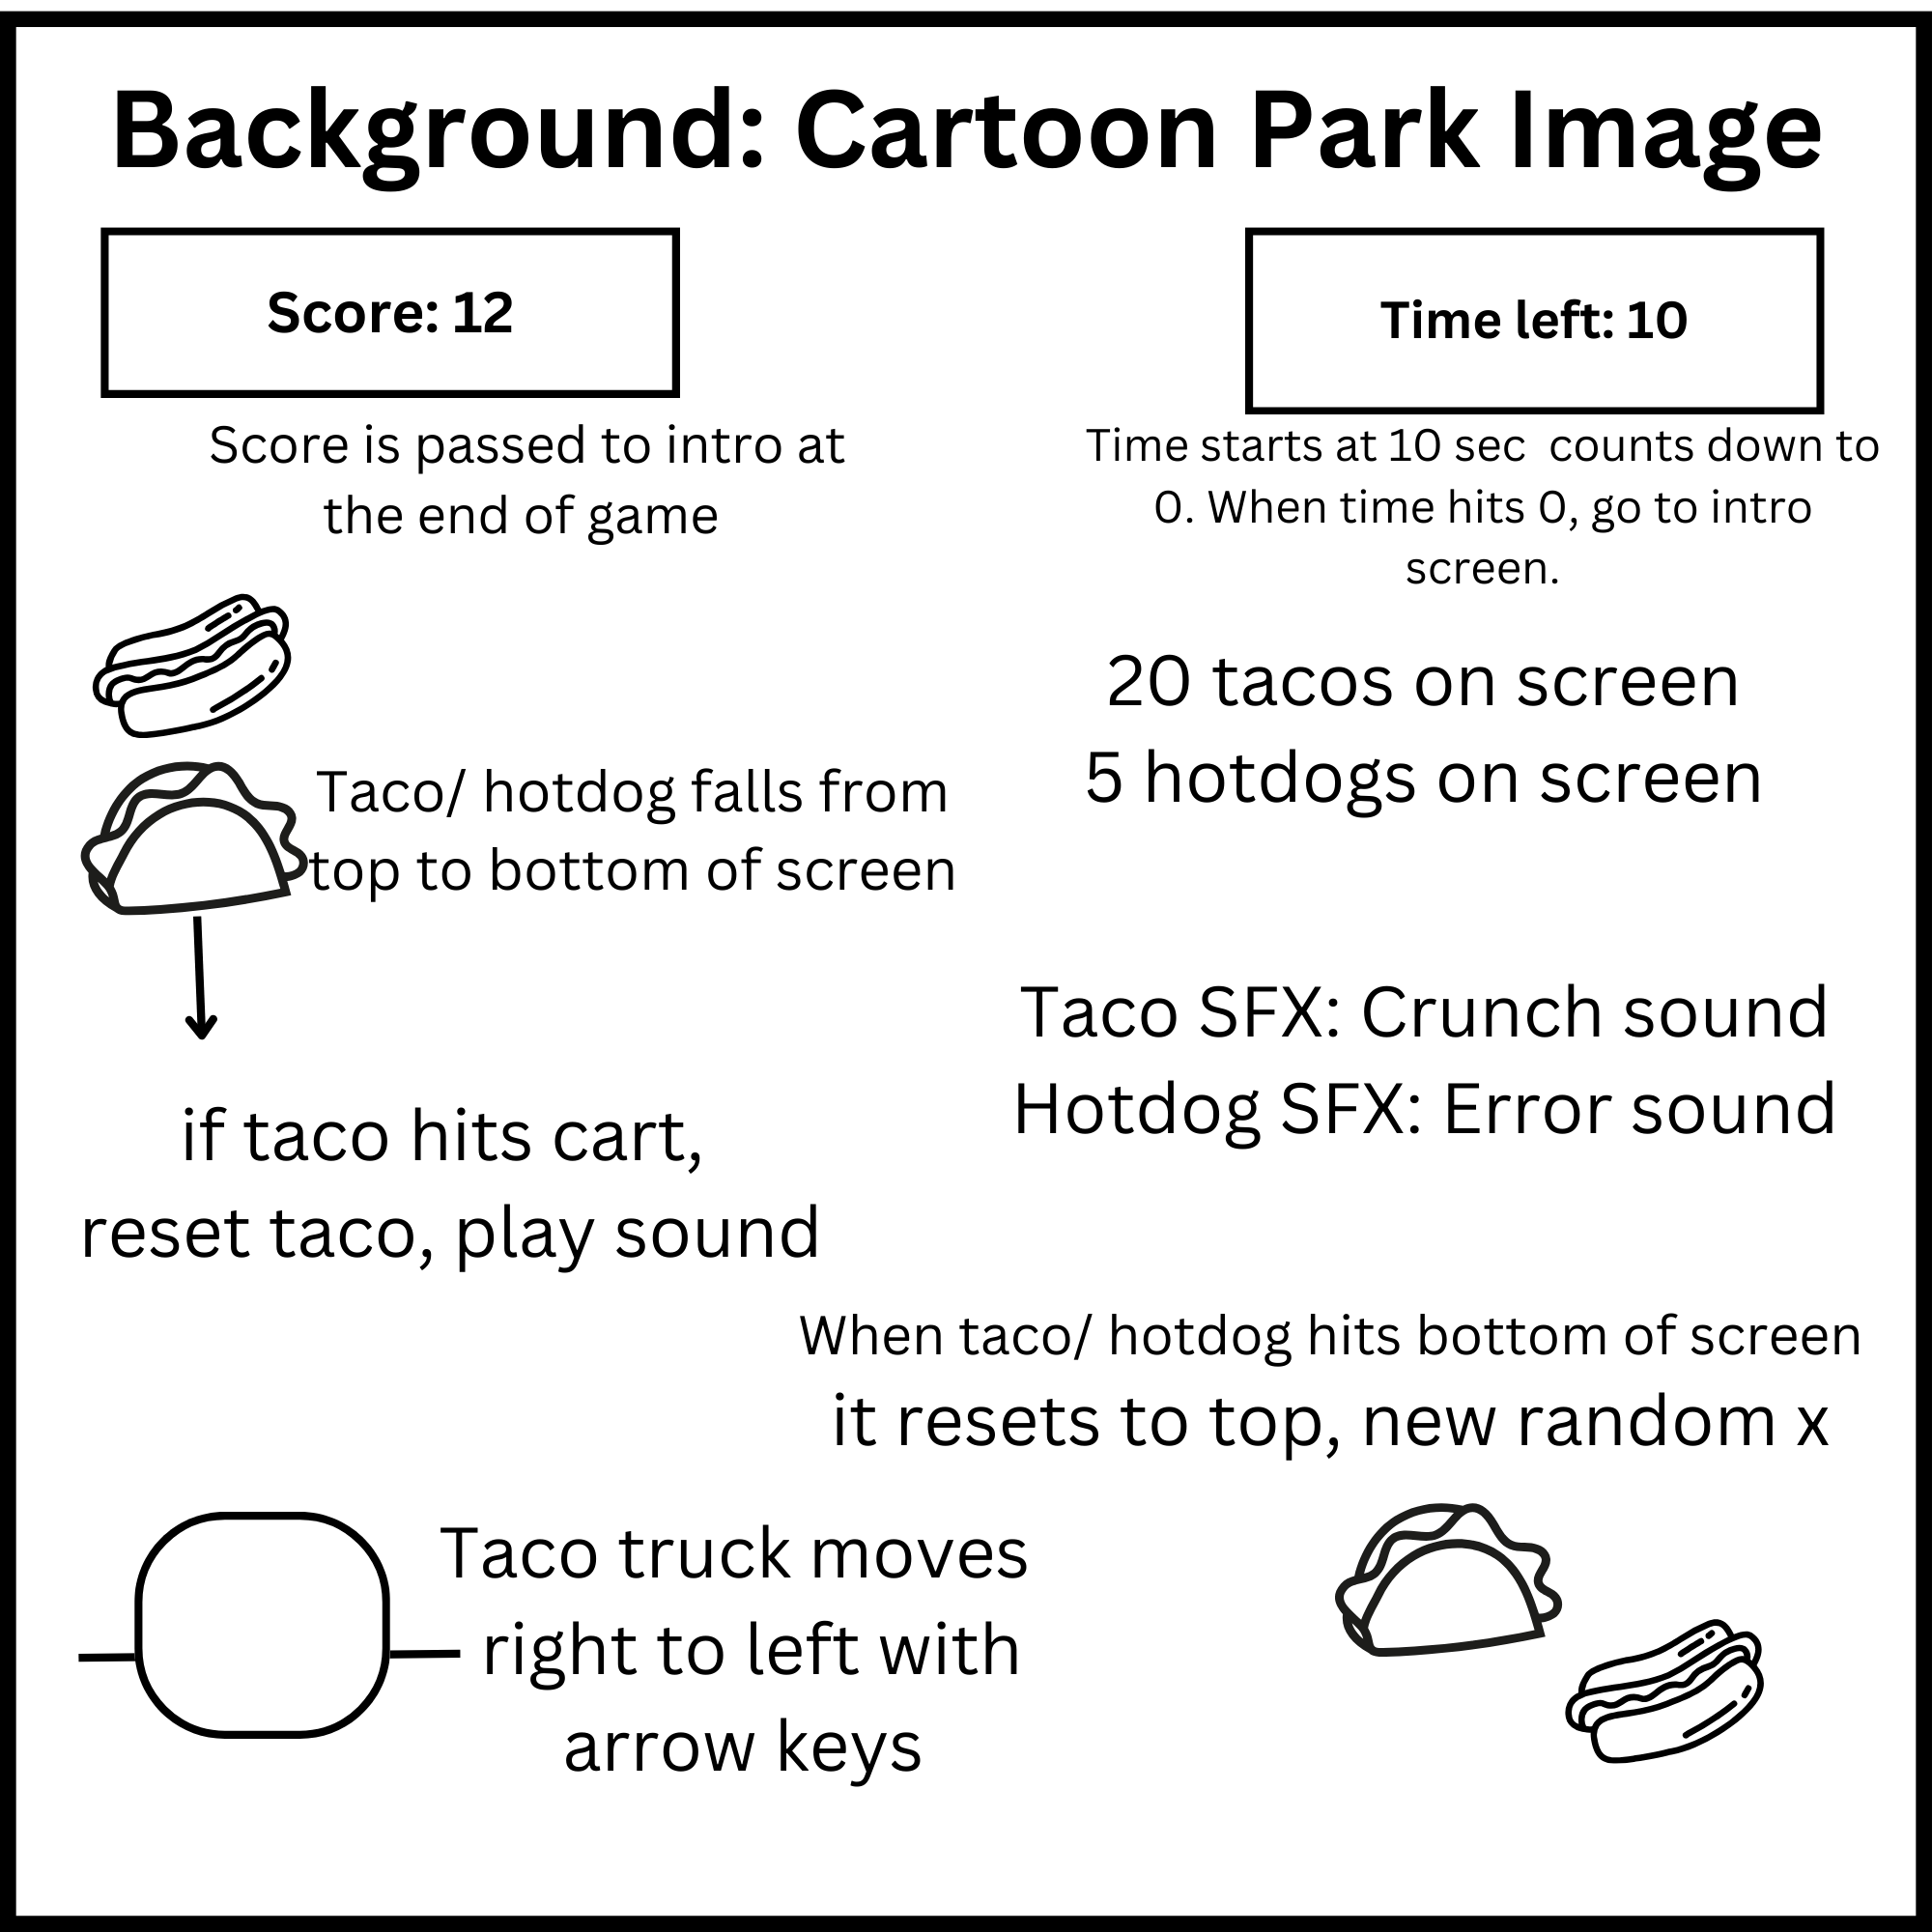 Background: Cartoon Park Image
Score: 12
Time left: 10
Score is passed to intro at
the end of game
Time starts at 10 sec counts down to
0. When time hits 0, go to intro
screen.
20 tacos on screen
5 hotdogs on screen
Taco/ hotdog falls from
top to bottom of screen
Taco SFX: Crunch sound
Hotdog SFX: Error sound
if taco hits cart,
reset taco, play sound
When taco/ hotdog hits bottom of screen
it resets to top, new random x
Taco truck moves
right to left with
arrow keys